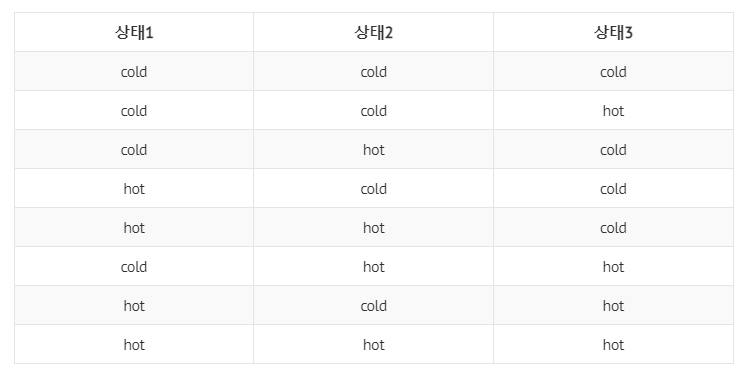 상태1 상태2 상태3
cold cold cold
cold cold hot
cold hot cold
hot cold cold
hot hot cold
cold hot hot
hot cold hot
hot hot hot